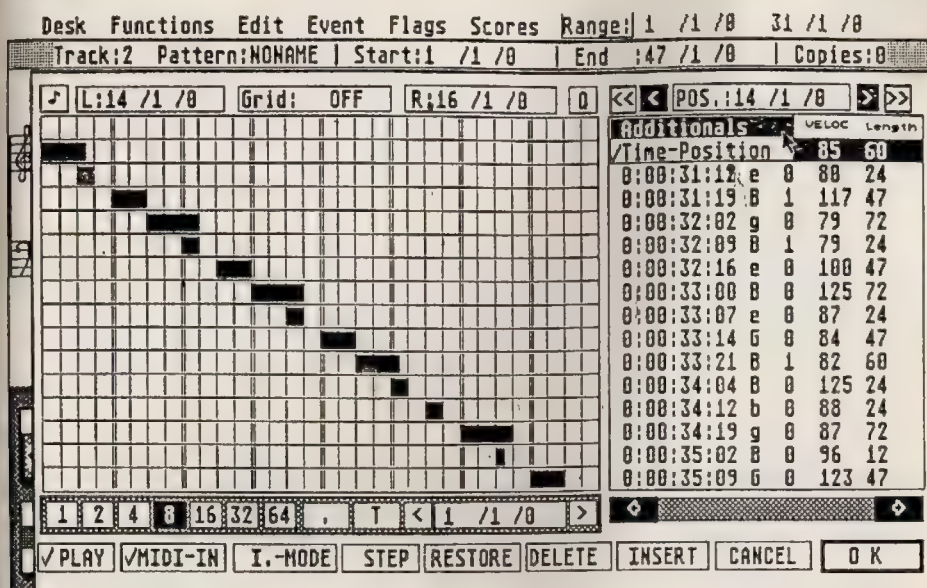 Desk Functions Edit Event Flags Scores Range: 1 /1 /0 31 /1 /0
Track:2 Pattern:NONAME | Start:1 /1 /0 | End :47 /1 /0 | Copies:0
L:14 /1 /0 Grid: OFF R:16 /1 /0 Q << < POS.:14 /1 /0 > >>
Additionals VELOC Length
√Time-Position 85 60
0:00:31:12 e 0 80 24
0:00:31:19 B 1 117 47
0:00:32:02 g 0 79 72
0:00:32:09 B 1 79 24
0:00:32:16 e 0 100 47
0:00:33:00 B 0 125 72
0:00:33:07 e 0 87 24
0:00:33:14 G 0 84 47
0:00:33:21 B 1 82 60
0:00:34:04 B 0 125 24
0:00:34:12 b 0 88 24
0:00:34:19 g 0 87 72
0:00:35:02 B 0 96 12
0:00:35:09 G 0 123 47
1 2 4 8 16 32 64 . T < 1 /1 /0 >
√PLAY √MIDI-IN I.-MODE STEP RESTORE DELETE INSERT CANCEL OK